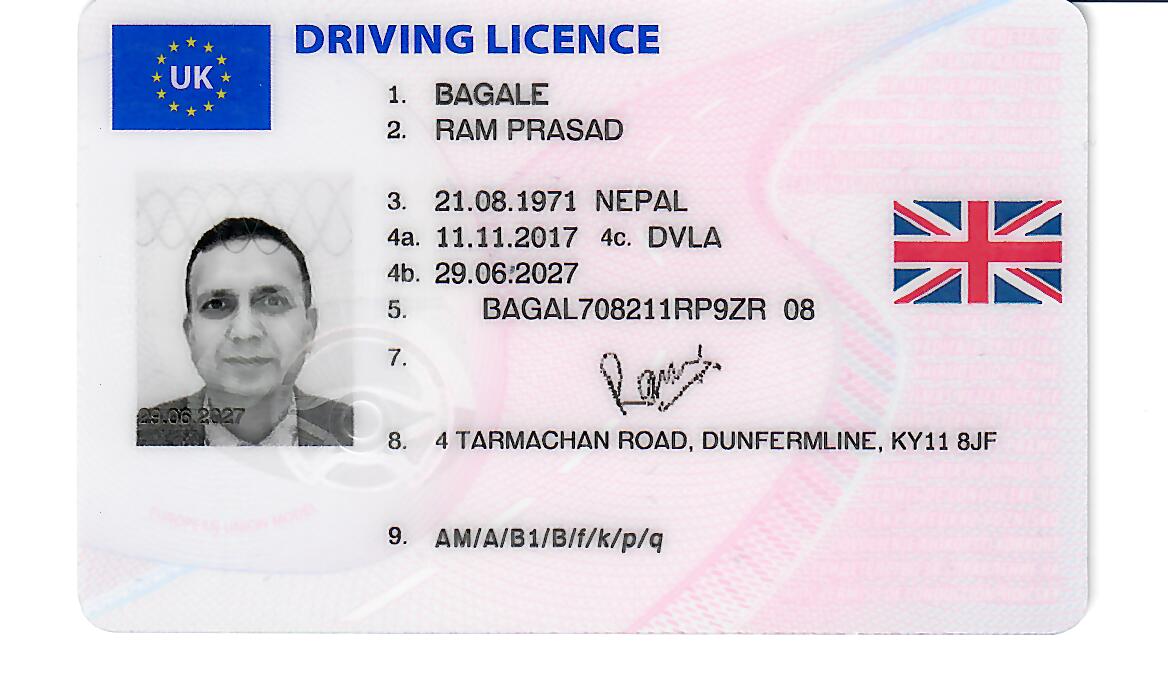 UK
DRIVING LICENCE
1. BAGALE
2. RAM PRASAD
3. 21.08.1971 NEPAL
4a. 11.11.2017 4c. DVLA
4b. 29.06.2027
5. BAGAL708211RP9ZR 08
7.
29.06.2027
8. 4 TARMACHAN ROAD, DUNFERMLINE, KY11 8JF
EUROPEAN UNION MODEL
9. AM/A/B1/B/f/k/p/q